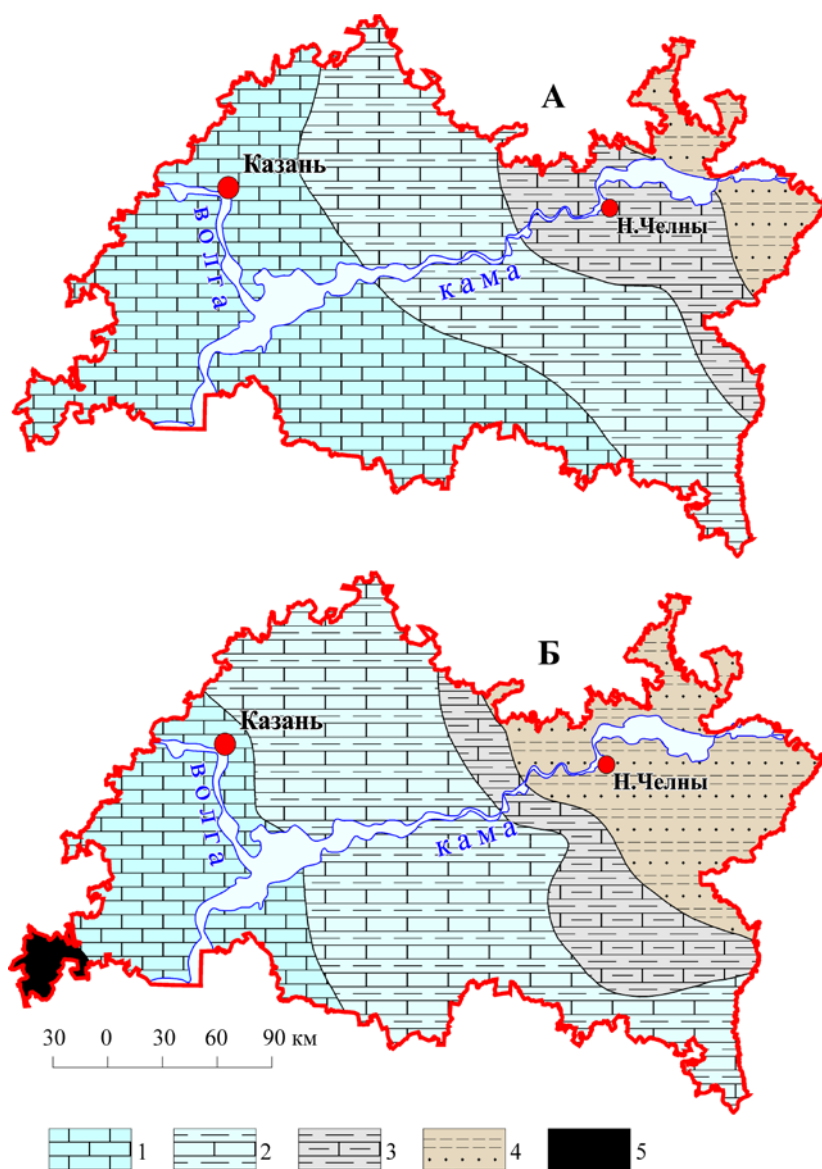 А
Казань
Н.Челны
волга
кама
Б
Казань
Н.Челны
волга
кама
30 0 30 60 90 км
1 2 3 4 5